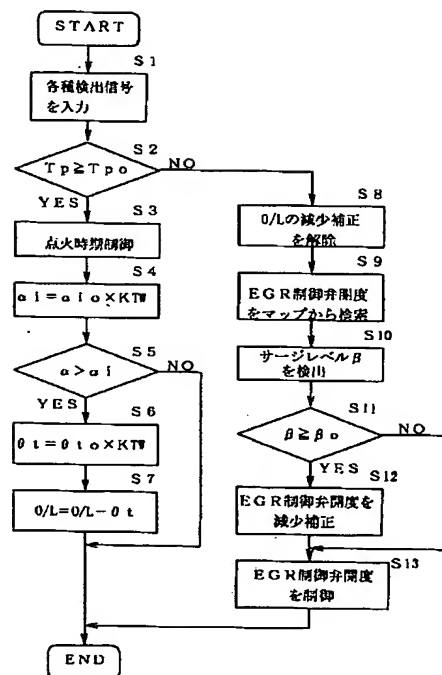 START
S1
各種検出信号
を入力
S2
Tp≧Tpo
NO
YES
S3
点火時期制御
S4
αi=αio×KTW
S5
α>αi
NO
YES
S6
θt=θto×KTW
S7
O/L=O/L-θt
S8
O/Lの減少補正
を解除
S9
EGR制御弁開度
をマップから検索
S10
サージレベルβ
を検出
S11
β≧βo
NO
YES
S12
EGR制御弁開度を
減少補正
S13
EGR制御弁開度
を制御
END